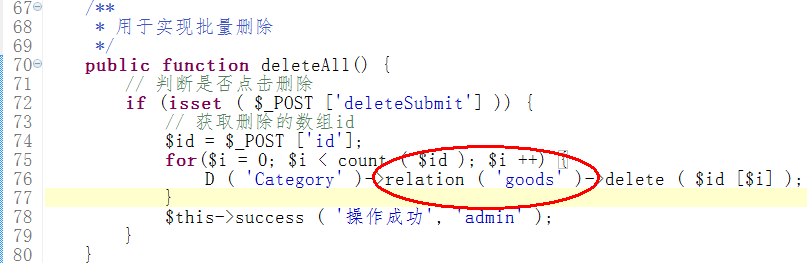 67 /**
68 * 用于实现批量删除
69 */
70 public function deleteAll() {
71 // 判断是否点击删除
72 if (isset ( $_POST ['deleteSubmit'] )) {
73 // 获取删除的数组id
74 $id = $_POST ['id'];
75 for($i = 0; $i < count ( $id ); $i ++) {
76 D ( 'Category' )->relation ( 'goods' )->delete ( $id [$i] );
77 }
78 $this->success ( '操作成功', 'admin' );
79 }
80 }